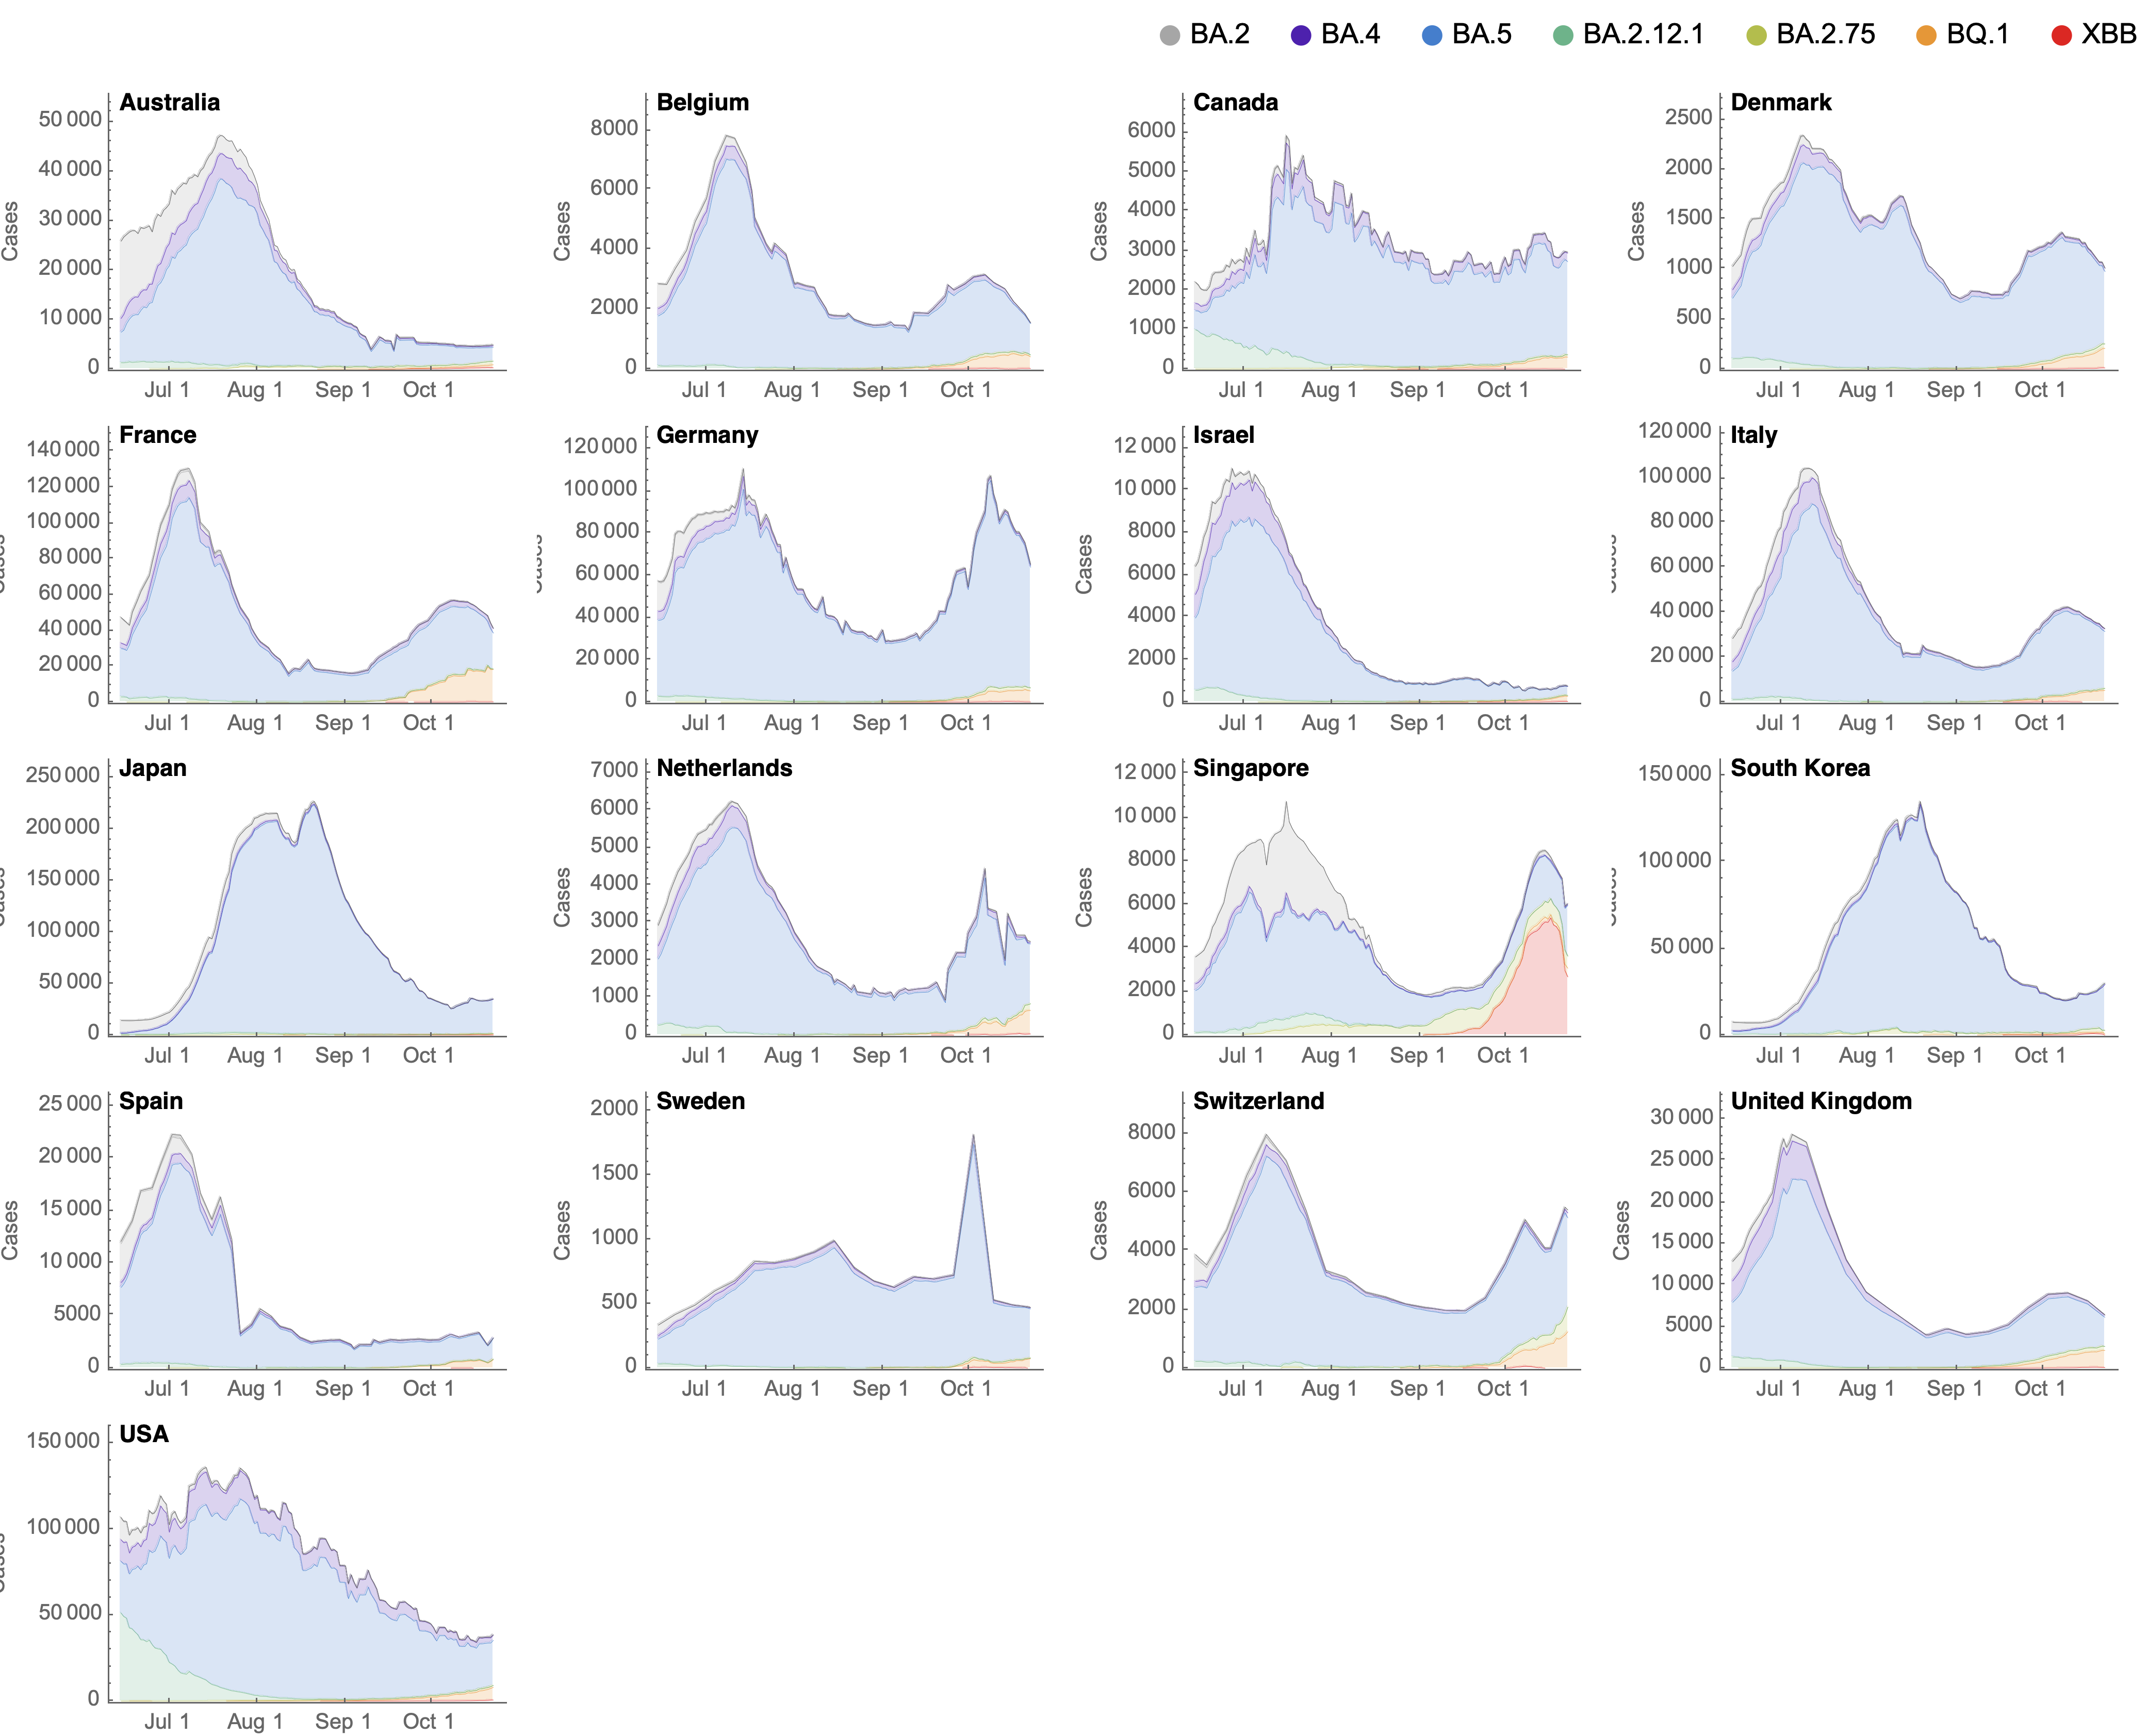 BA.2 BA.4 BA.5 BA.2.12.1 BA.2.75 BQ.1 XBB
Australia
50 000
40 000
30 000
20 000
10 000
0
Cases
Jul 1 Aug 1 Sep 1 Oct 1
Belgium
8000
6000
4000
2000
0
Cases
Jul 1 Aug 1 Sep 1 Oct 1
Canada
6000
5000
4000
3000
2000
1000
0
Cases
Jul 1 Aug 1 Sep 1 Oct 1
Denmark
2500
2000
1500
1000
500
0
Cases
Jul 1 Aug 1 Sep 1 Oct 1
France
140 000
120 000
100 000
80 000
60 000
40 000
20 000
0
Cases
Jul 1 Aug 1 Sep 1 Oct 1
Germany
120 000
100 000
80 000
60 000
40 000
20 000
0
Cases
Jul 1 Aug 1 Sep 1 Oct 1
Israel
12 000
10 000
8000
6000
4000
2000
0
Cases
Jul 1 Aug 1 Sep 1 Oct 1
Italy
120 000
100 000
80 000
60 000
40 000
20 000
0
Cases
Jul 1 Aug 1 Sep 1 Oct 1
Japan
250 000
200 000
150 000
100 000
50 000
0
Cases
Jul 1 Aug 1 Sep 1 Oct 1
Netherlands
7000
6000
5000
4000
3000
2000
1000
0
Cases
Jul 1 Aug 1 Sep 1 Oct 1
Singapore
12 000
10 000
8000
6000
4000
2000
0
Cases
Jul 1 Aug 1 Sep 1 Oct 1
South Korea
150 000
100 000
50 000
0
Cases
Jul 1 Aug 1 Sep 1 Oct 1
Spain
25 000
20 000
15 000
10 000
5000
0
Cases
Jul 1 Aug 1 Sep 1 Oct 1
Sweden
2000
1500
1000
500
0
Cases
Jul 1 Aug 1 Sep 1 Oct 1
Switzerland
8000
6000
4000
2000
0
Cases
Jul 1 Aug 1 Sep 1 Oct 1
United Kingdom
30 000
25 000
20 000
15 000
10 000
5000
0
Cases
Jul 1 Aug 1 Sep 1 Oct 1
USA
150 000
100 000
50 000
0
Cases
Jul 1 Aug 1 Sep 1 Oct 1